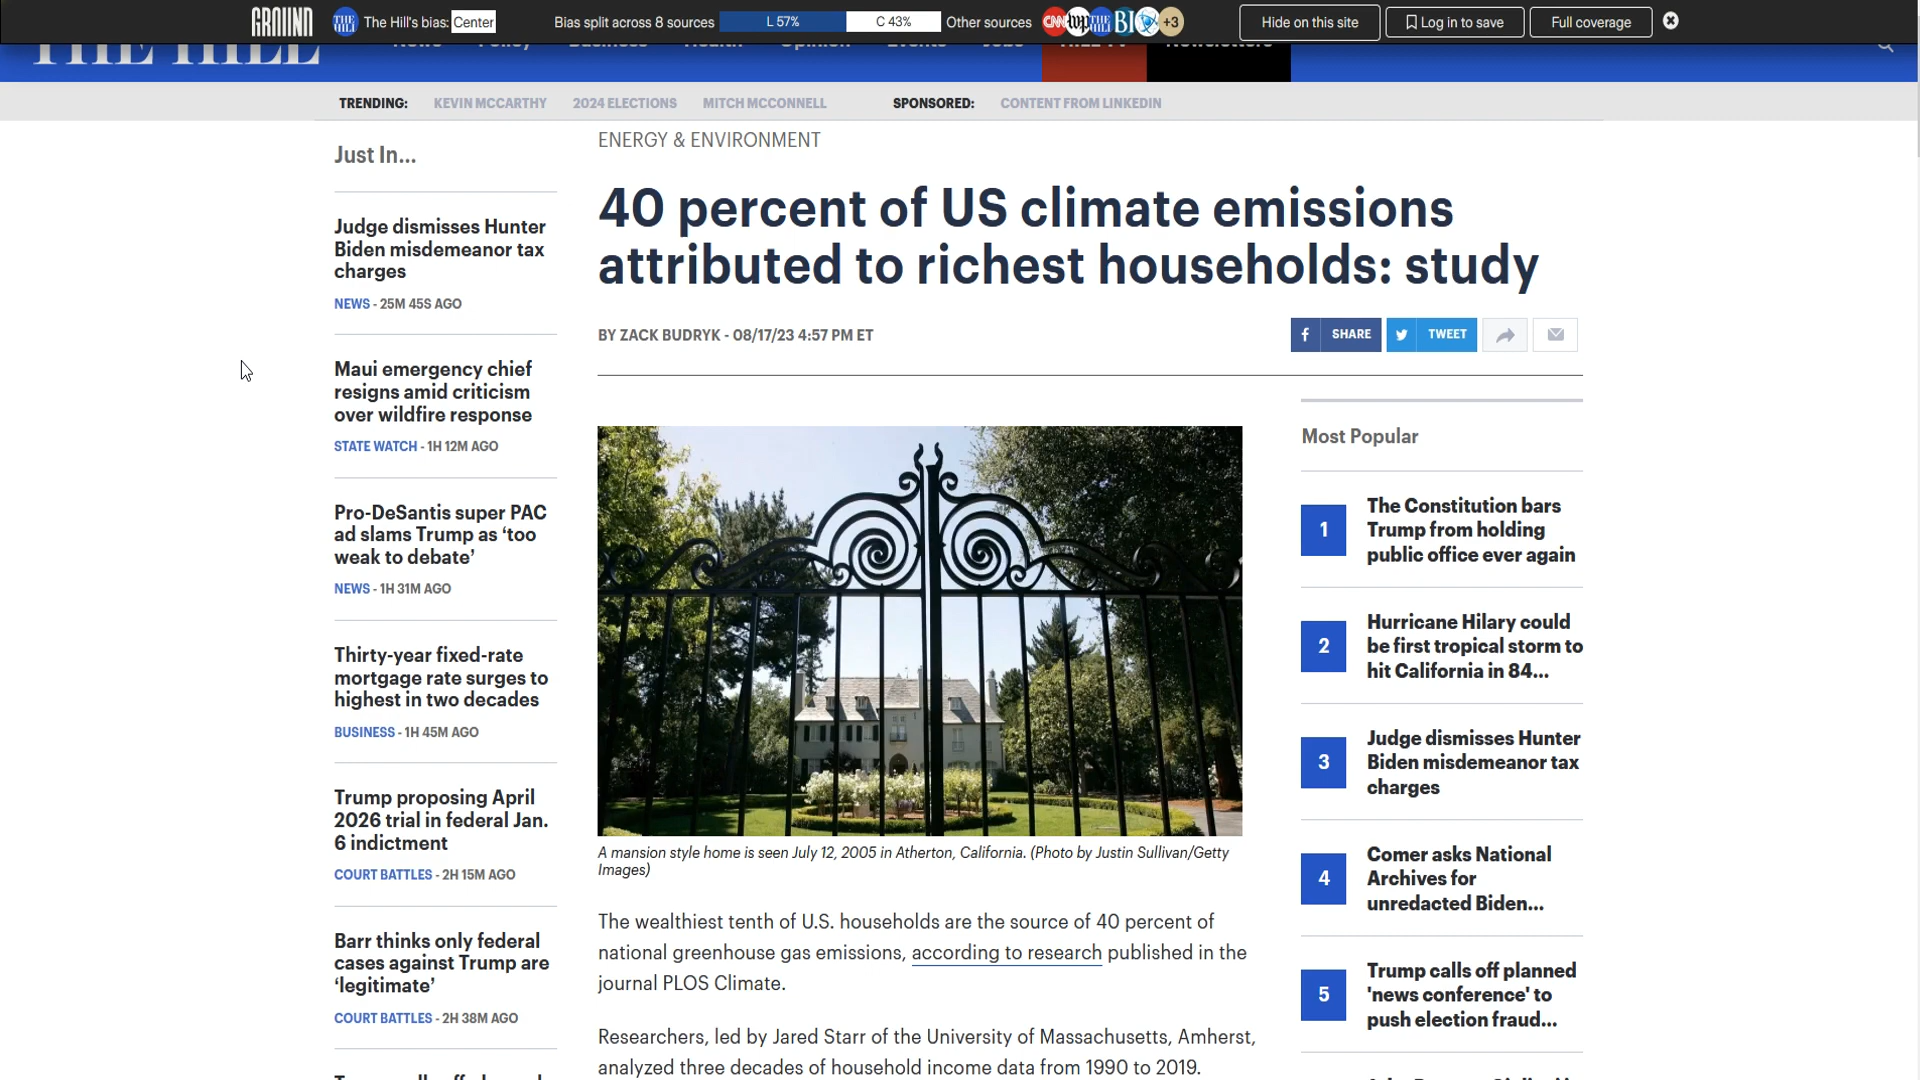 GROUND
THE HILL
The Hill's bias: Center
Bias split across 8 sources
L 57%
C 43%
Other sources
CNN
wp
THE HILL
BI
+3
Hide on this site
Log in to save
Full coverage
THE HILL
News
Policy
Business
Health
Opinion
Events
Jobs
Newsletters
TRENDING:
KEVIN MCCARTHY
2024 ELECTIONS
MITCH MCCONNELL
SPONSORED:
CONTENT FROM LINKEDIN
Just In...
Judge dismisses Hunter
Biden misdemeanor tax
charges
NEWS - 25M 45S AGO
Maui emergency chief
resigns amid criticism
over wildfire response
STATE WATCH - 1H 12M AGO
Pro-DeSantis super PAC
ad slams Trump as ‘too
weak to debate’
NEWS - 1H 31M AGO
Thirty-year fixed-rate
mortgage rate surges to
highest in two decades
BUSINESS - 1H 45M AGO
Trump proposing April
2026 trial in federal Jan.
6 indictment
COURT BATTLES - 2H 15M AGO
Barr thinks only federal
cases against Trump are
‘legitimate’
COURT BATTLES - 2H 38M AGO
ENERGY & ENVIRONMENT
40 percent of US climate emissions
attributed to richest households: study
BY ZACK BUDRYK - 08/17/23 4:57 PM ET
SHARE
TWEET
A mansion style home is seen July 12, 2005 in Atherton, California. (Photo by Justin Sullivan/Getty
Images)
The wealthiest tenth of U.S. households are the source of 40 percent of
national greenhouse gas emissions, according to research published in the
journal PLOS Climate.
Researchers, led by Jared Starr of the University of Massachusetts, Amherst,
analyzed three decades of household income data from 1990 to 2019.
Most Popular
1
The Constitution bars
Trump from holding
public office ever again
2
Hurricane Hilary could
be first tropical storm to
hit California in 84...
3
Judge dismisses Hunter
Biden misdemeanor tax
charges
4
Comer asks National
Archives for
unredacted Biden...
5
Trump calls off planned
'news conference' to
push election fraud...